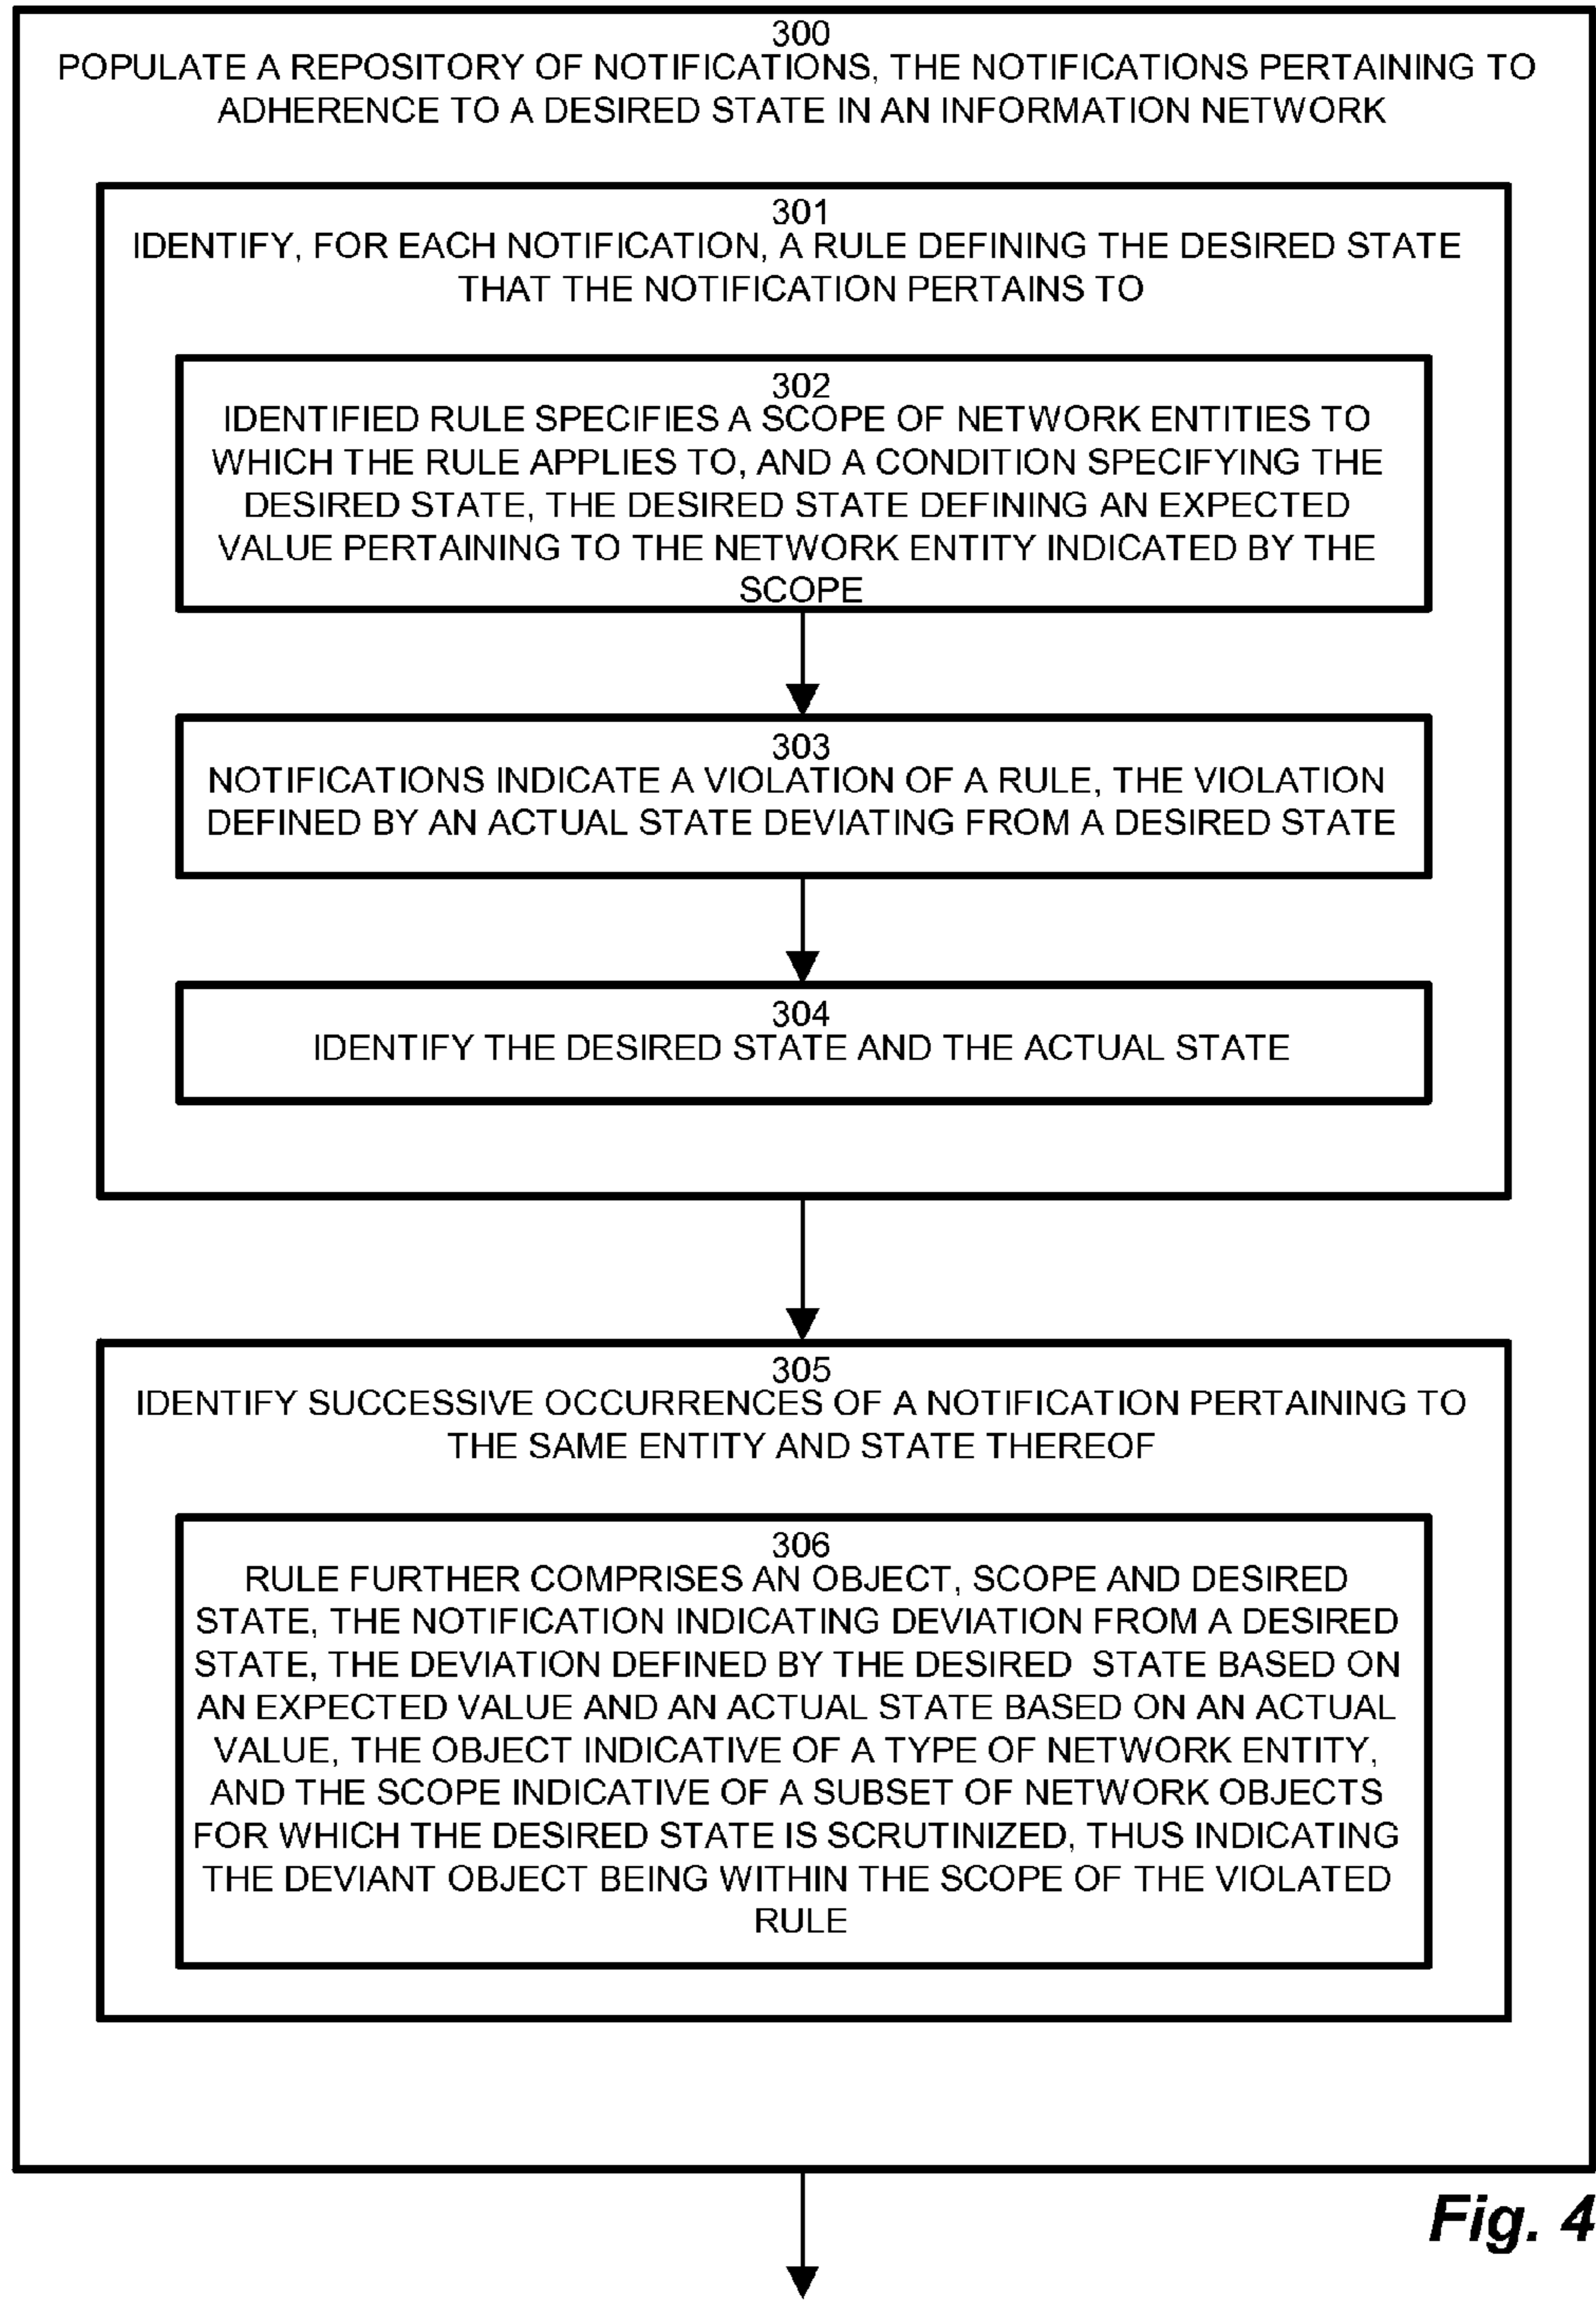 300
POPULATE A REPOSITORY OF NOTIFICATIONS, THE NOTIFICATIONS PERTAINING TO
ADHERENCE TO A DESIRED STATE IN AN INFORMATION NETWORK
301
IDENTIFY, FOR EACH NOTIFICATION, A RULE DEFINING THE DESIRED STATE
THAT THE NOTIFICATION PERTAINS TO
302
IDENTIFIED RULE SPECIFIES A SCOPE OF NETWORK ENTITIES TO
WHICH THE RULE APPLIES TO, AND A CONDITION SPECIFYING THE
DESIRED STATE, THE DESIRED STATE DEFINING AN EXPECTED
VALUE PERTAINING TO THE NETWORK ENTITY INDICATED BY THE
SCOPE
303
NOTIFICATIONS INDICATE A VIOLATION OF A RULE, THE VIOLATION
DEFINED BY AN ACTUAL STATE DEVIATING FROM A DESIRED STATE
304
IDENTIFY THE DESIRED STATE AND THE ACTUAL STATE
305
IDENTIFY SUCCESSIVE OCCURRENCES OF A NOTIFICATION PERTAINING TO
THE SAME ENTITY AND STATE THEREOF
306
RULE FURTHER COMPRISES AN OBJECT, SCOPE AND DESIRED
STATE, THE NOTIFICATION INDICATING DEVIATION FROM A DESIRED
STATE, THE DEVIATION DEFINED BY THE DESIRED  STATE BASED ON
AN EXPECTED VALUE AND AN ACTUAL STATE BASED ON AN ACTUAL
VALUE, THE OBJECT INDICATIVE OF A TYPE OF NETWORK ENTITY,
AND THE SCOPE INDICATIVE OF A SUBSET OF NETWORK OBJECTS
FOR WHICH THE DESIRED STATE IS SCRUTINIZED, THUS INDICATING
THE DEVIANT OBJECT BEING WITHIN THE SCOPE OF THE VIOLATED
RULE
Fig. 4